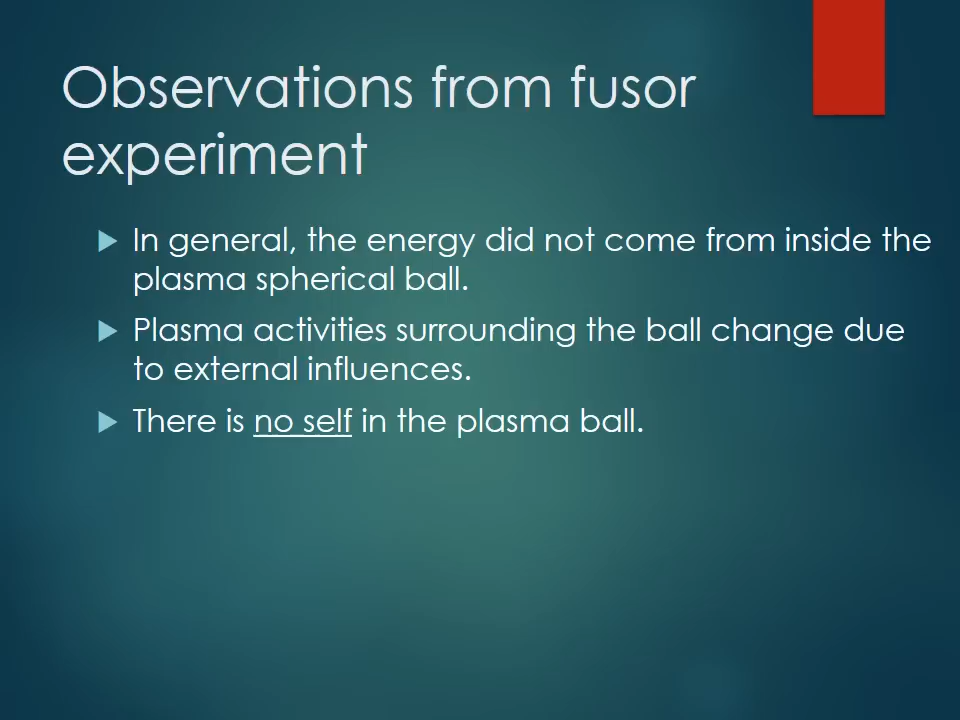 Observations from fusor
experiment
In general, the energy did not come from inside the
plasma spherical ball.
Plasma activities surrounding the ball change due
to external influences.
There is no self in the plasma ball.